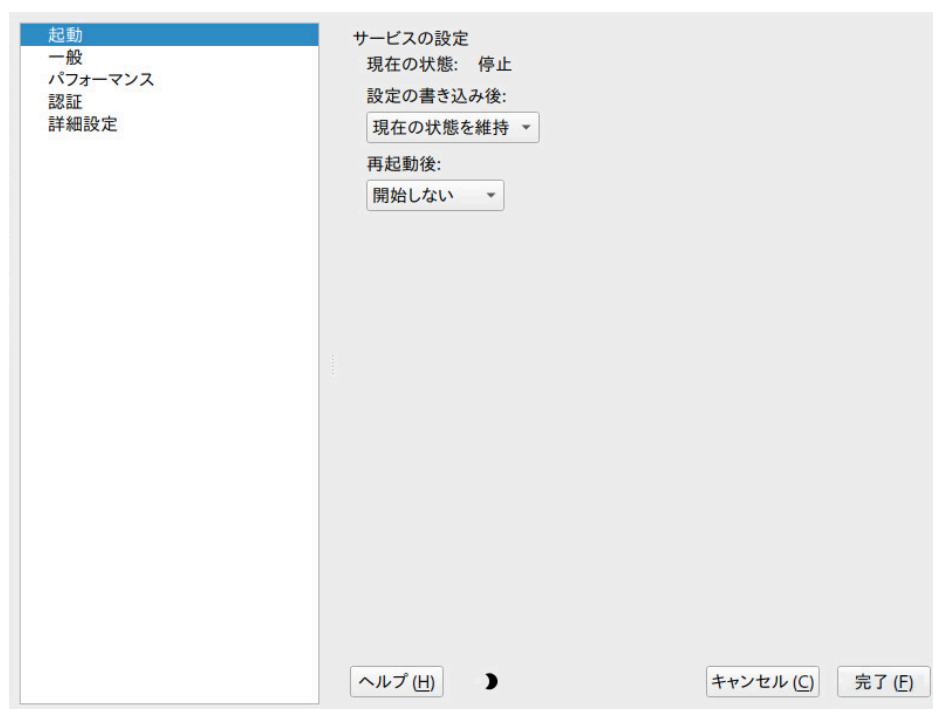 起動
一般
パフォーマンス
認証
詳細設定
サービスの設定
現在の状態: 停止
設定の書き込み後:
現在の状態を維持
再起動後:
開始しない
ヘルプ (H)
キャンセル (C)
完了 (F)